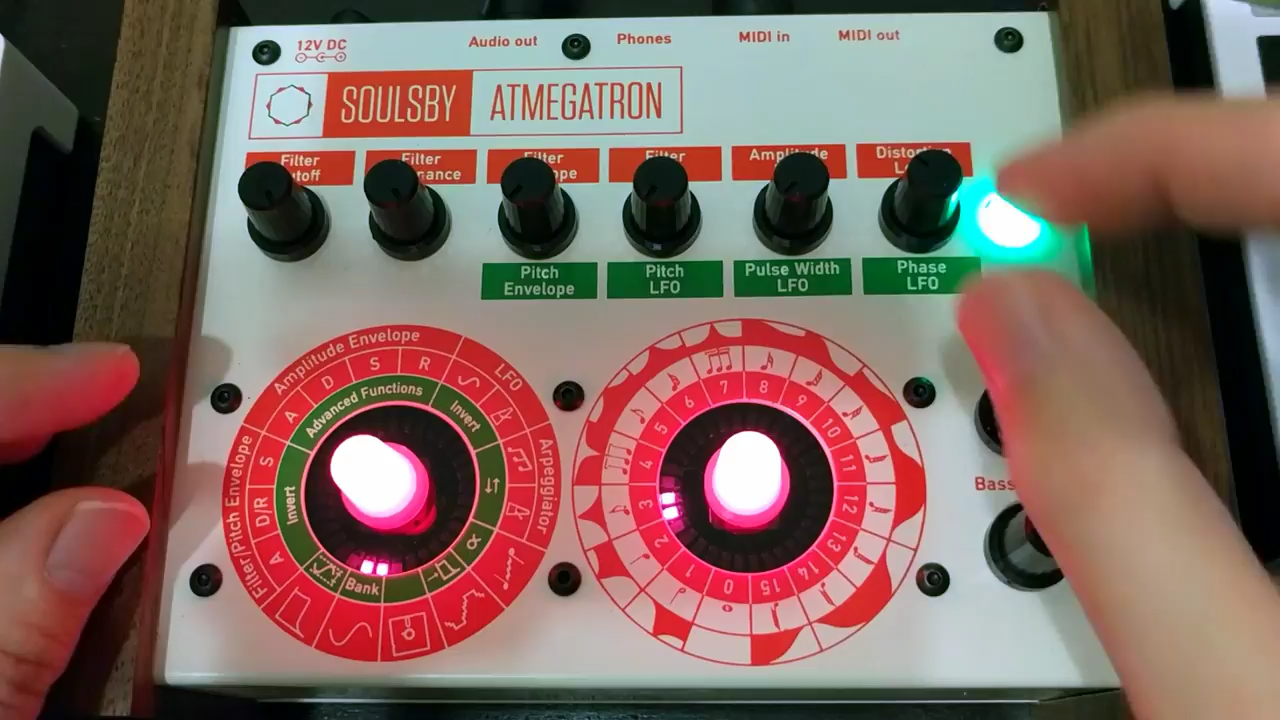 12V DC
Audio out
Phones
MIDI in
MIDI out
SOULSBY
ATMEGATRON
Filter
Filter
Filter
Filter
Amplitude
Pitch
Envelope
Pitch
LFO
Pulse Width
LFO
Phase
LFO
Amplitude Envelope
A
D
S
R
LFO
Advanced Functions
Invert
Arpeggiator
Filter/Pitch Envelope
S
D/R
A
Invert
Bank
0
1
2
3
4
5
6
7
8
9
10
11
12
13
14
15
Bass